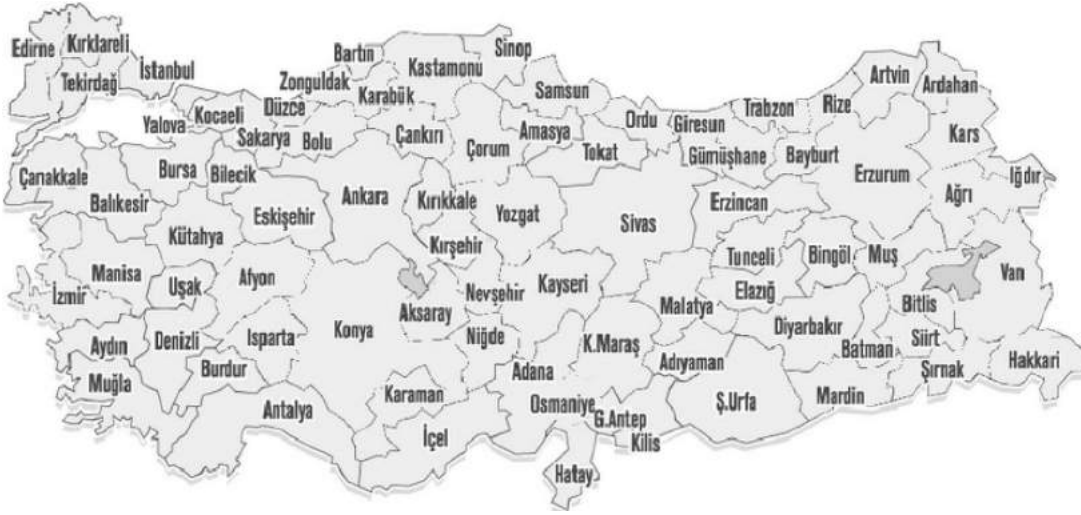 Edirne
Kırklareli
Tekirdağ
İstanbul
Bartın
Zonguldak
Kastamonu
Sinop
Karabük
Samsun
Kocaeli
Düzce
Yalova
Sakarya
Bolu
Çankırı
Çorum
Amasya
Tokat
Ordu
Giresun
Trabzon
Rize
Artvin
Ardahan
Kars
Gümüşhane
Bayburt
Erzurum
Iğdır
Ağrı
Çanakkale
Balıkesir
Bursa
Bilecik
Eskişehir
Ankara
Kırıkkale
Yozgat
Sivas
Erzincan
Kütahya
Kırşehir
Tunceli
Bingöl
Muş
Van
Manisa
Uşak
Afyon
İzmir
Konya
Aksaray
Nevşehir
Kayseri
Malatya
Elazığ
Bitlis
Aydın
Denizli
Isparta
Niğde
K.Maraş
Diyarbakır
Batman
Siirt
Muğla
Burdur
Antalya
Karaman
Adana
Adıyaman
Şırnak
Hakkari
İçel
Osmaniye
G.Antep
Kilis
Ş.Urfa
Mardin
Hatay